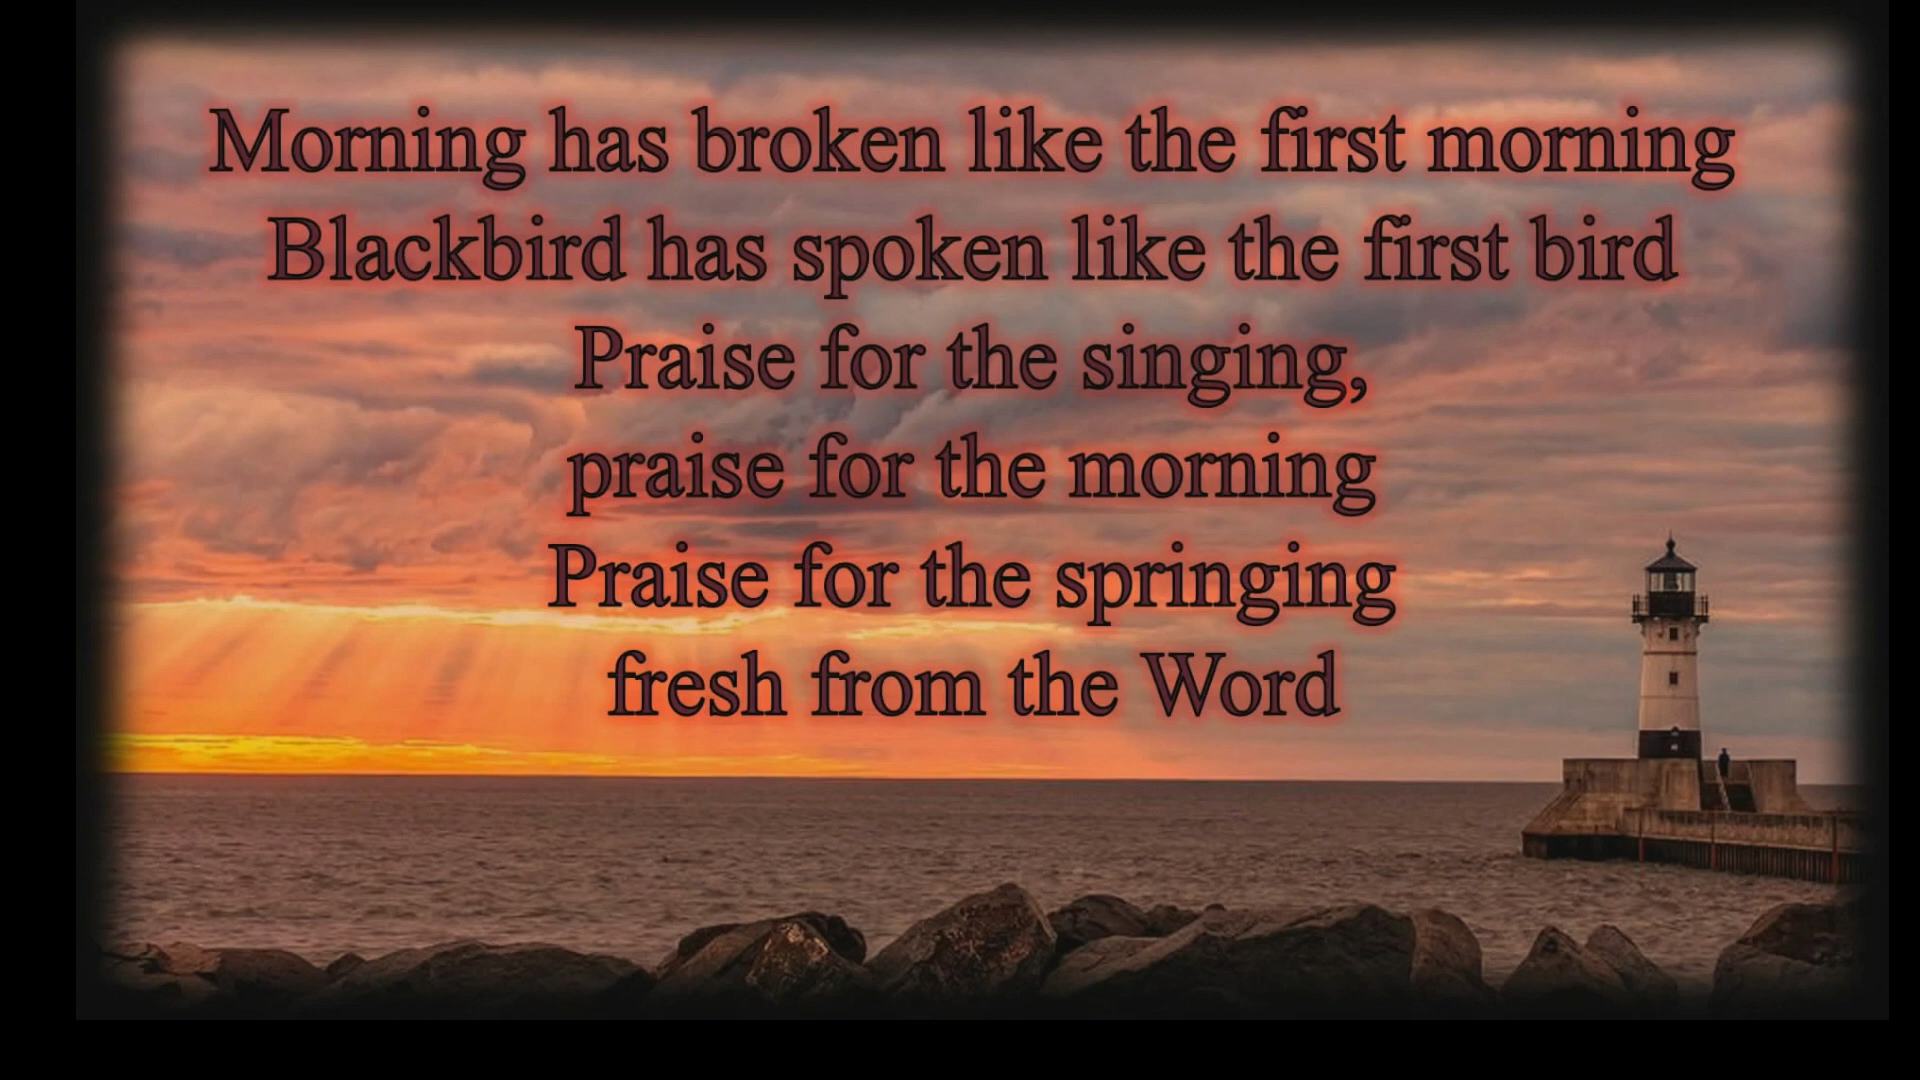 Morning has broken like the first morning
Blackbird has spoken like the first bird
Praise for the singing,
praise for the morning
Praise for the springing
fresh from the Word